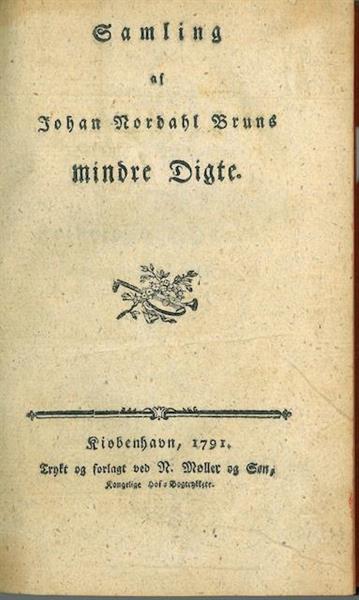 Samling
af
Johan Nordahl Bruns
mindre Digte.
Kiøbenhavn, 1791.
Trykt og forlagt ved N. Møller og Søn,
Kongelige Hof-Bogtrykkere.